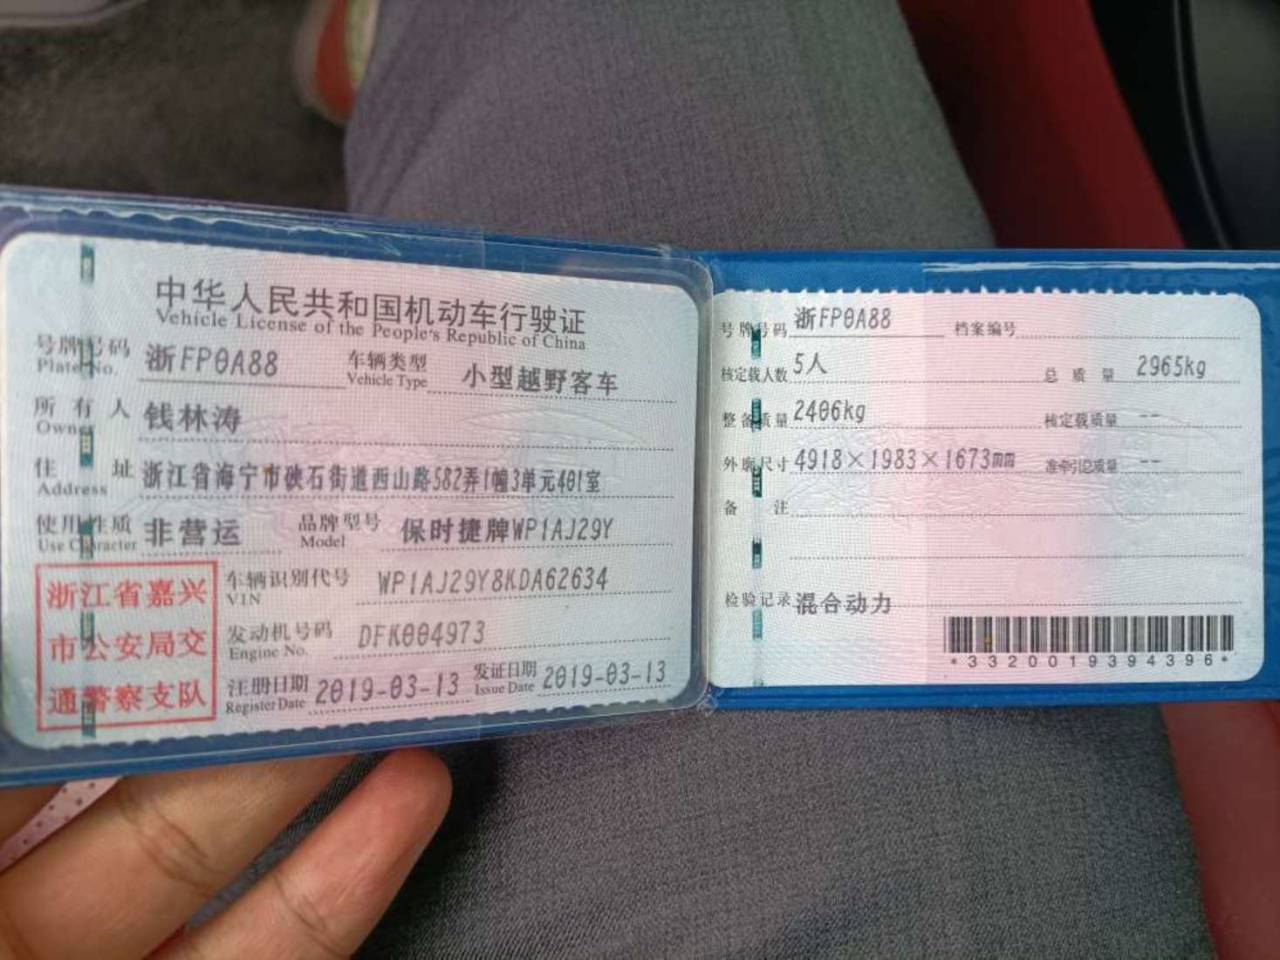 中华人民共和国机动车行驶证
Vehicle License of the People's Republic of China
号牌号码 浙FP0A88 车辆类型 小型越野客车
Plate No. Vehicle Type
所有人 钱林涛
Owner
住址 浙江省海宁市硖石街道西山路582弄1幢3单元401室
Address
使用性质 非营运 品牌型号 保时捷牌WP1AJ29Y
Use Character Model
浙江省嘉兴
市公安局交
通警察支队
车辆识别代号 WP1AJ29Y8KDA62634
VIN
发动机号码 DFK004973
Engine No.
注册日期 2019-03-13 发证日期 2019-03-13
Register Date Issue Date
号牌号码 浙FP0A88 档案编号
核定载人数 5人 总质量 2965kg
整备质量 2406kg 核定载质量 --
外廓尺寸 4918×1983×1673mm 准牵引总质量 --
备注
检验记录 混合动力
*3320019394396*